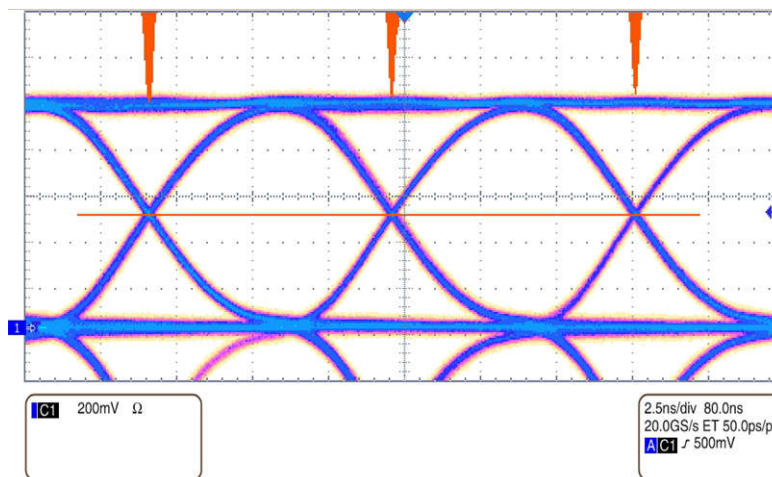 1
C1 200mV Ω
2.5ns/div 80.0ns
20.0GS/s ET 50.0ps/p
A C1 500mV